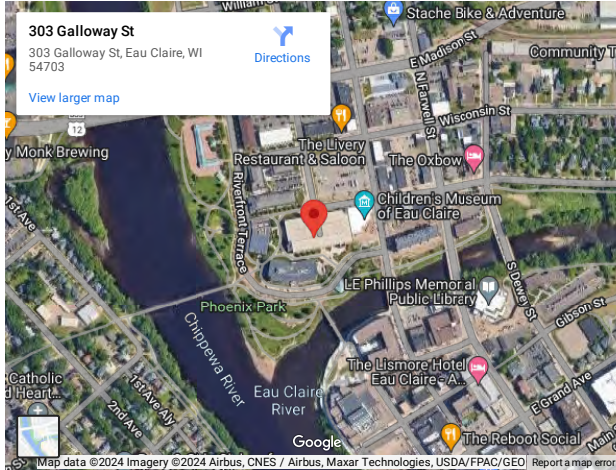 William St
Stache Bike & Adventure
303 Galloway St
303 Galloway St, Eau Claire, WI
54703
Directions
View larger map
E Madison St
Community T
N Farwell St
12
Wisconsin St
y Monk Brewing
The Livery
Restaurant & Saloon
The Oxbow
Riverfront Terrace
1st Ave
Children's Museum
of Eau Claire
LE Phillips Memorial
Public Library
S Dewey St
Phoenix Park
Gibson St
Chippewa River
The Lismore Hotel
Eau Claire - A...
Catholic
d Heart...
1st Ave Aly
2nd Ave
Eau Claire
River
E Grand Ave
Main
Google
The Reboot Social
Map data ©2024 Imagery ©2024 Airbus, CNES / Airbus, Maxar Technologies, USDA/FPAC/GEO
Report a map error